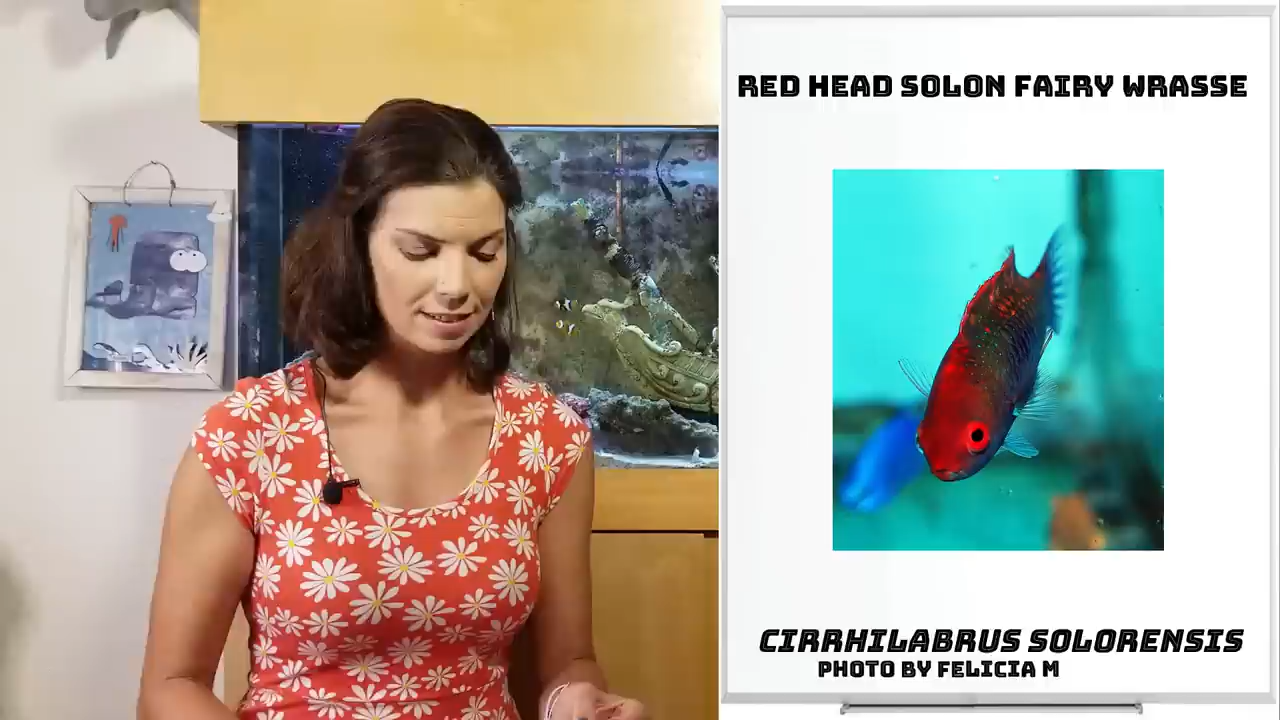 RED HEAD SOLON FAIRY WRASSE
CIRRHILABRUS SOLORENSIS
PHOTO BY FELICIA M